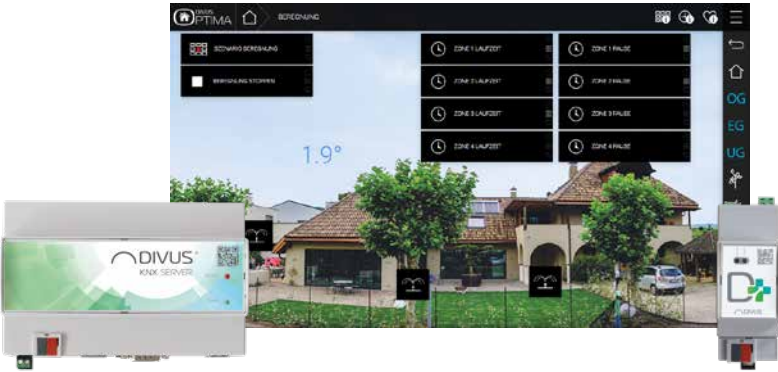 DIVUS
OPTIMA
BEREGNUNG
SZENARIO BEREGNUNG
BEREGNUNG STOPPEN
ZONE 1 LAUFZEIT
ZONE 1 PAUSE
ZONE 2 LAUFZEIT
ZONE 2 PAUSE
ZONE 3 LAUFZEIT
ZONE 3 PAUSE
ZONE 4 LAUFZEIT
ZONE 4 PAUSE
OG
EG
UG
1.9°
DIVUS
KNX SERVER
D+
DIVUS